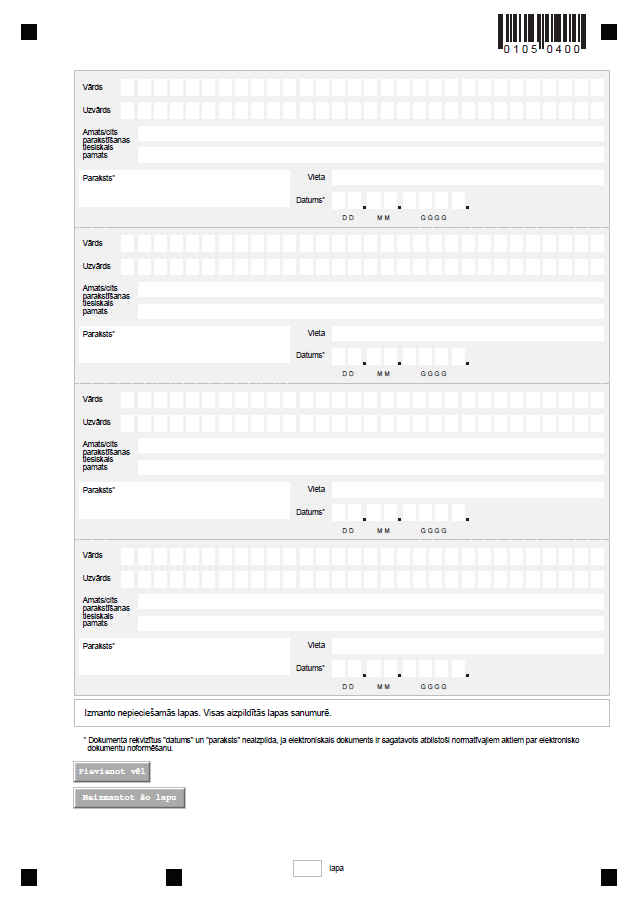 0105 0400
Vārds
Uzvārds
Amats/cits
parakstīšanas
tiesiskais
pamats
Paraksts*
Vieta
Datums*
DD MM GGGG
Vārds
Uzvārds
Amats/cits
parakstīšanas
tiesiskais
pamats
Paraksts*
Vieta
Datums*
DD MM GGGG
Vārds
Uzvārds
Amats/cits
parakstīšanas
tiesiskais
pamats
Paraksts*
Vieta
Datums*
DD MM GGGG
Vārds
Uzvārds
Amats/cits
parakstīšanas
tiesiskais
pamats
Paraksts*
Vieta
Datums*
DD MM GGGG
Izmanto nepieciešamās lapas. Visas aizpildītās lapas sanumurē.
* Dokumenta rekvizītus "datums" un "paraksts" neaizpilda, ja elektroniskais dokuments ir sagatavots atbilstoši normatīvajiem aktiem par elektronisko
dokumentu noformēšanu.
Pievienot vēl
Neizmantot šo lapu
lapa